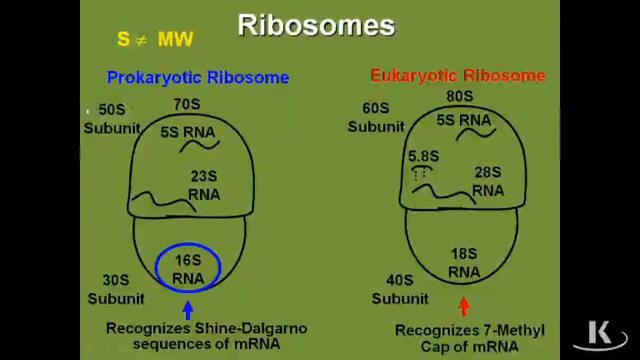 Ribosomes
S ≠ MW
Prokaryotic Ribosome
70S
50S
Subunit
5S RNA
23S
RNA
16S
RNA
30S
Subunit
Recognizes Shine-Dalgarno
sequences of mRNA
Eukaryotic Ribosome
80S
60S
Subunit
5S RNA
5.8S
28S
RNA
18S
RNA
40S
Subunit
Recognizes 7-Methyl
Cap of mRNA
K